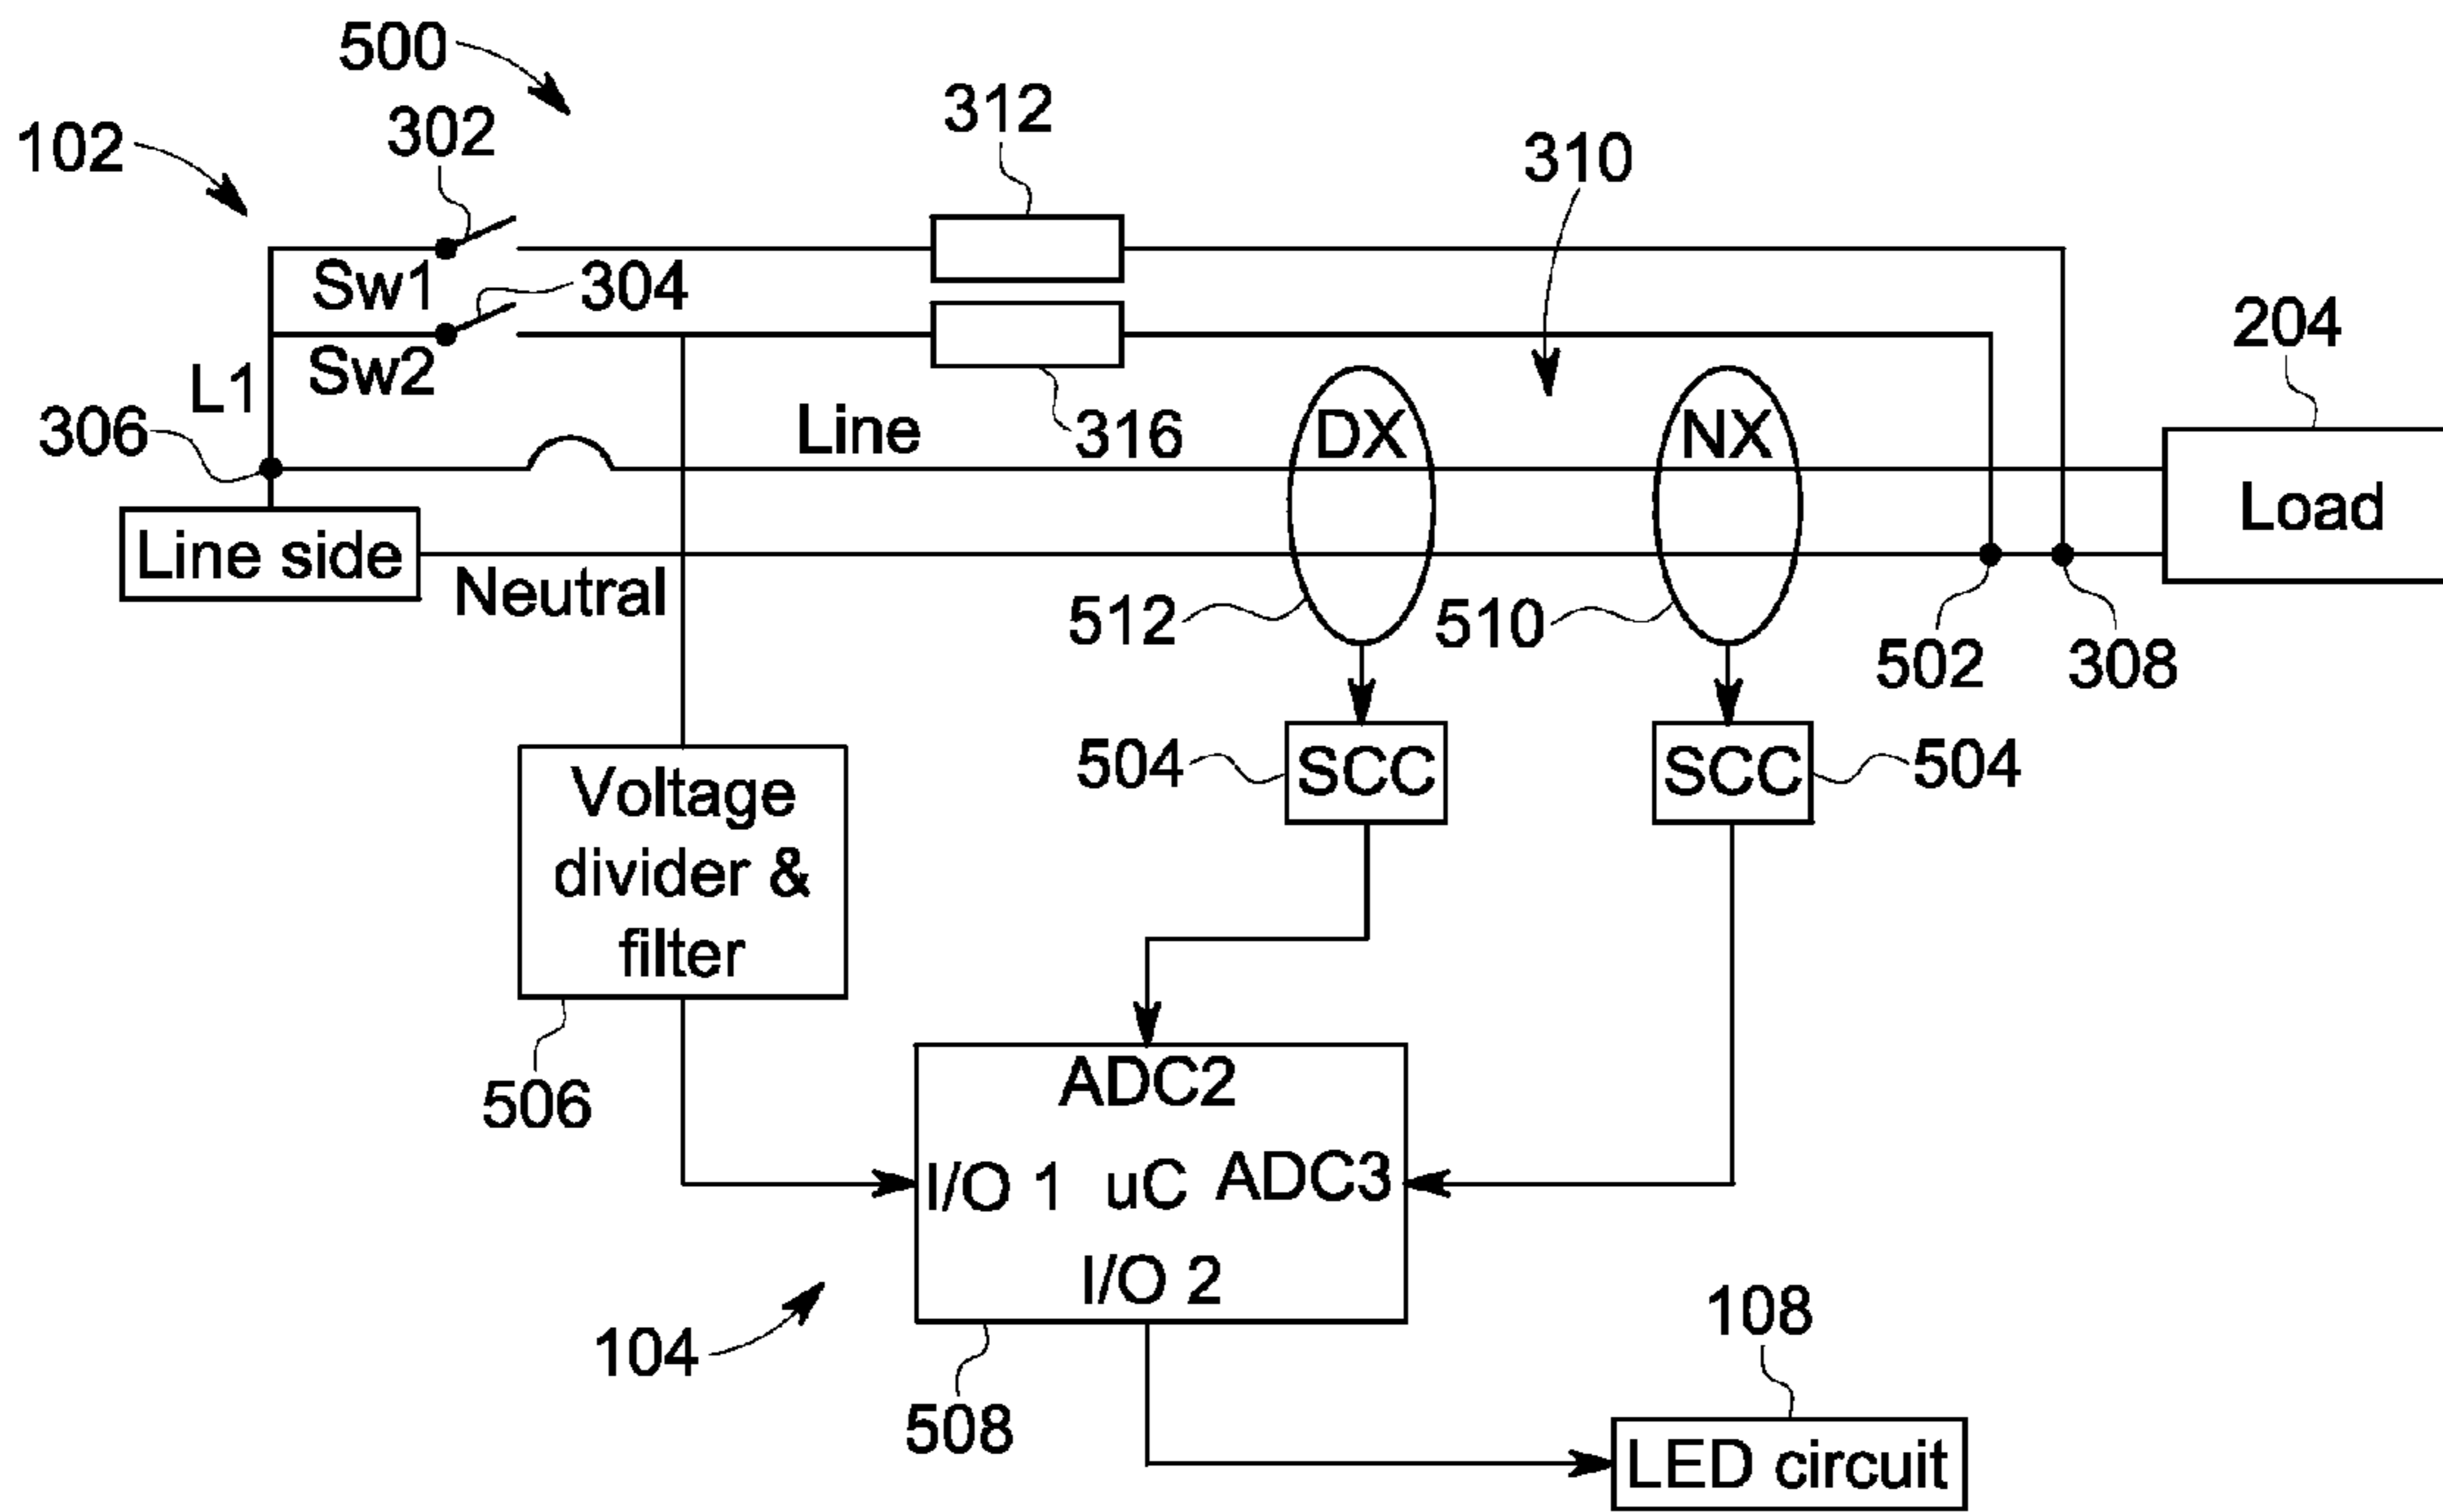 500
302
102
312
310
Sw1
304
204
L1
Sw2
306
Line
316
DX
NX
Load
Line side
Neutral
512
510
502
308
504
SCC
SCC
504
Voltage
divider &
filter
506
ADC2
I/O 1 uC ADC3
I/O 2
104
508
108
LED circuit